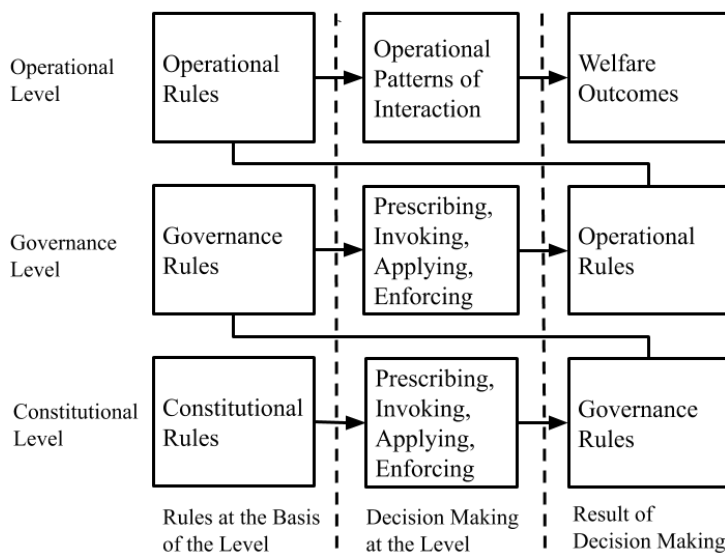 Operational
Level
Operational
Rules
Operational
Patterns of
Interaction
Welfare
Outcomes
Governance
Level
Governance
Rules
Prescribing,
Invoking,
Applying,
Enforcing
Operational
Rules
Constitutional
Level
Constitutional
Rules
Prescribing,
Invoking,
Applying,
Enforcing
Governance
Rules
Rules at the Basis
of the Level
Decision Making
at the Level
Result of
Decision Making